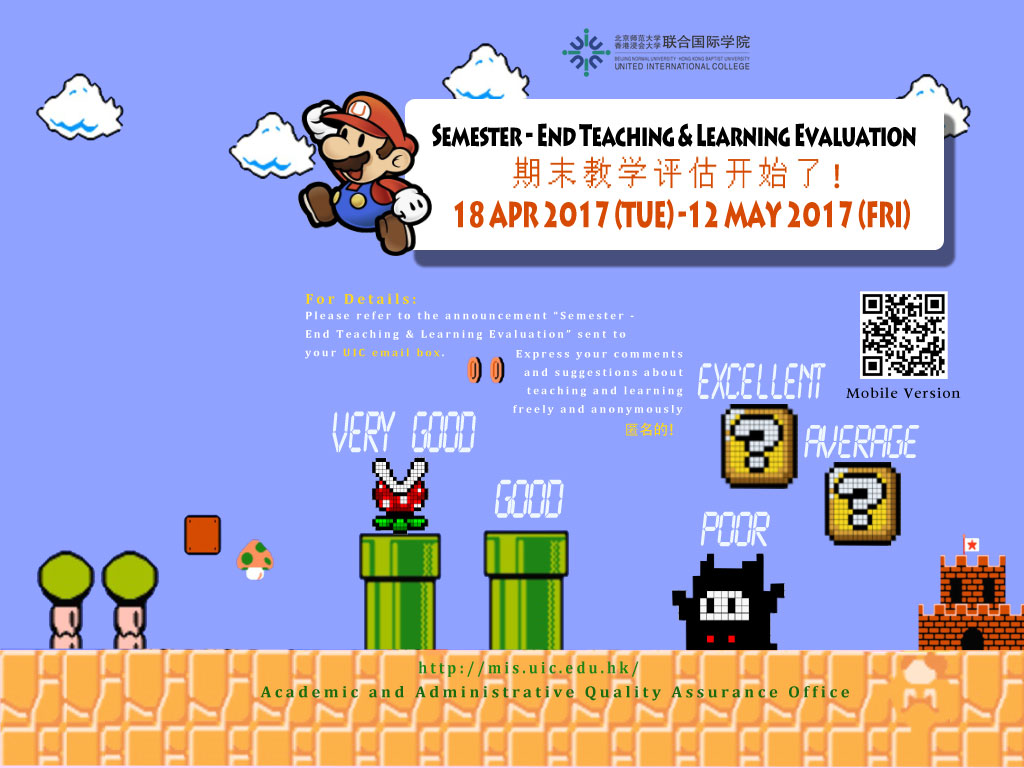 北京师范大学
香港浸会大学 联合国际学院
BEIJING NORMAL UNIVERSITY HONG KONG BAPTIST UNIVERSITY
UNITED INTERNATIONAL COLLEGE
SEMESTER - END TEACHING & LEARNING EVALUATION
期末教学评估开始了!
18 APR 2017 (TUE) -12 MAY 2017 (FRI)
For Details:
Please refer to the announcement "Semester -
End Teaching & Learning Evaluation" sent to
your UIC email box.
Express your comments
and suggestions about
teaching and learning
freely and anonymously
匿名的!
Mobile Version
EXCELLENT
VERY GOOD
AVERAGE
GOOD
POOR
http://mis.uic.edu.hk/
Academic and Administrative Quality Assurance Office